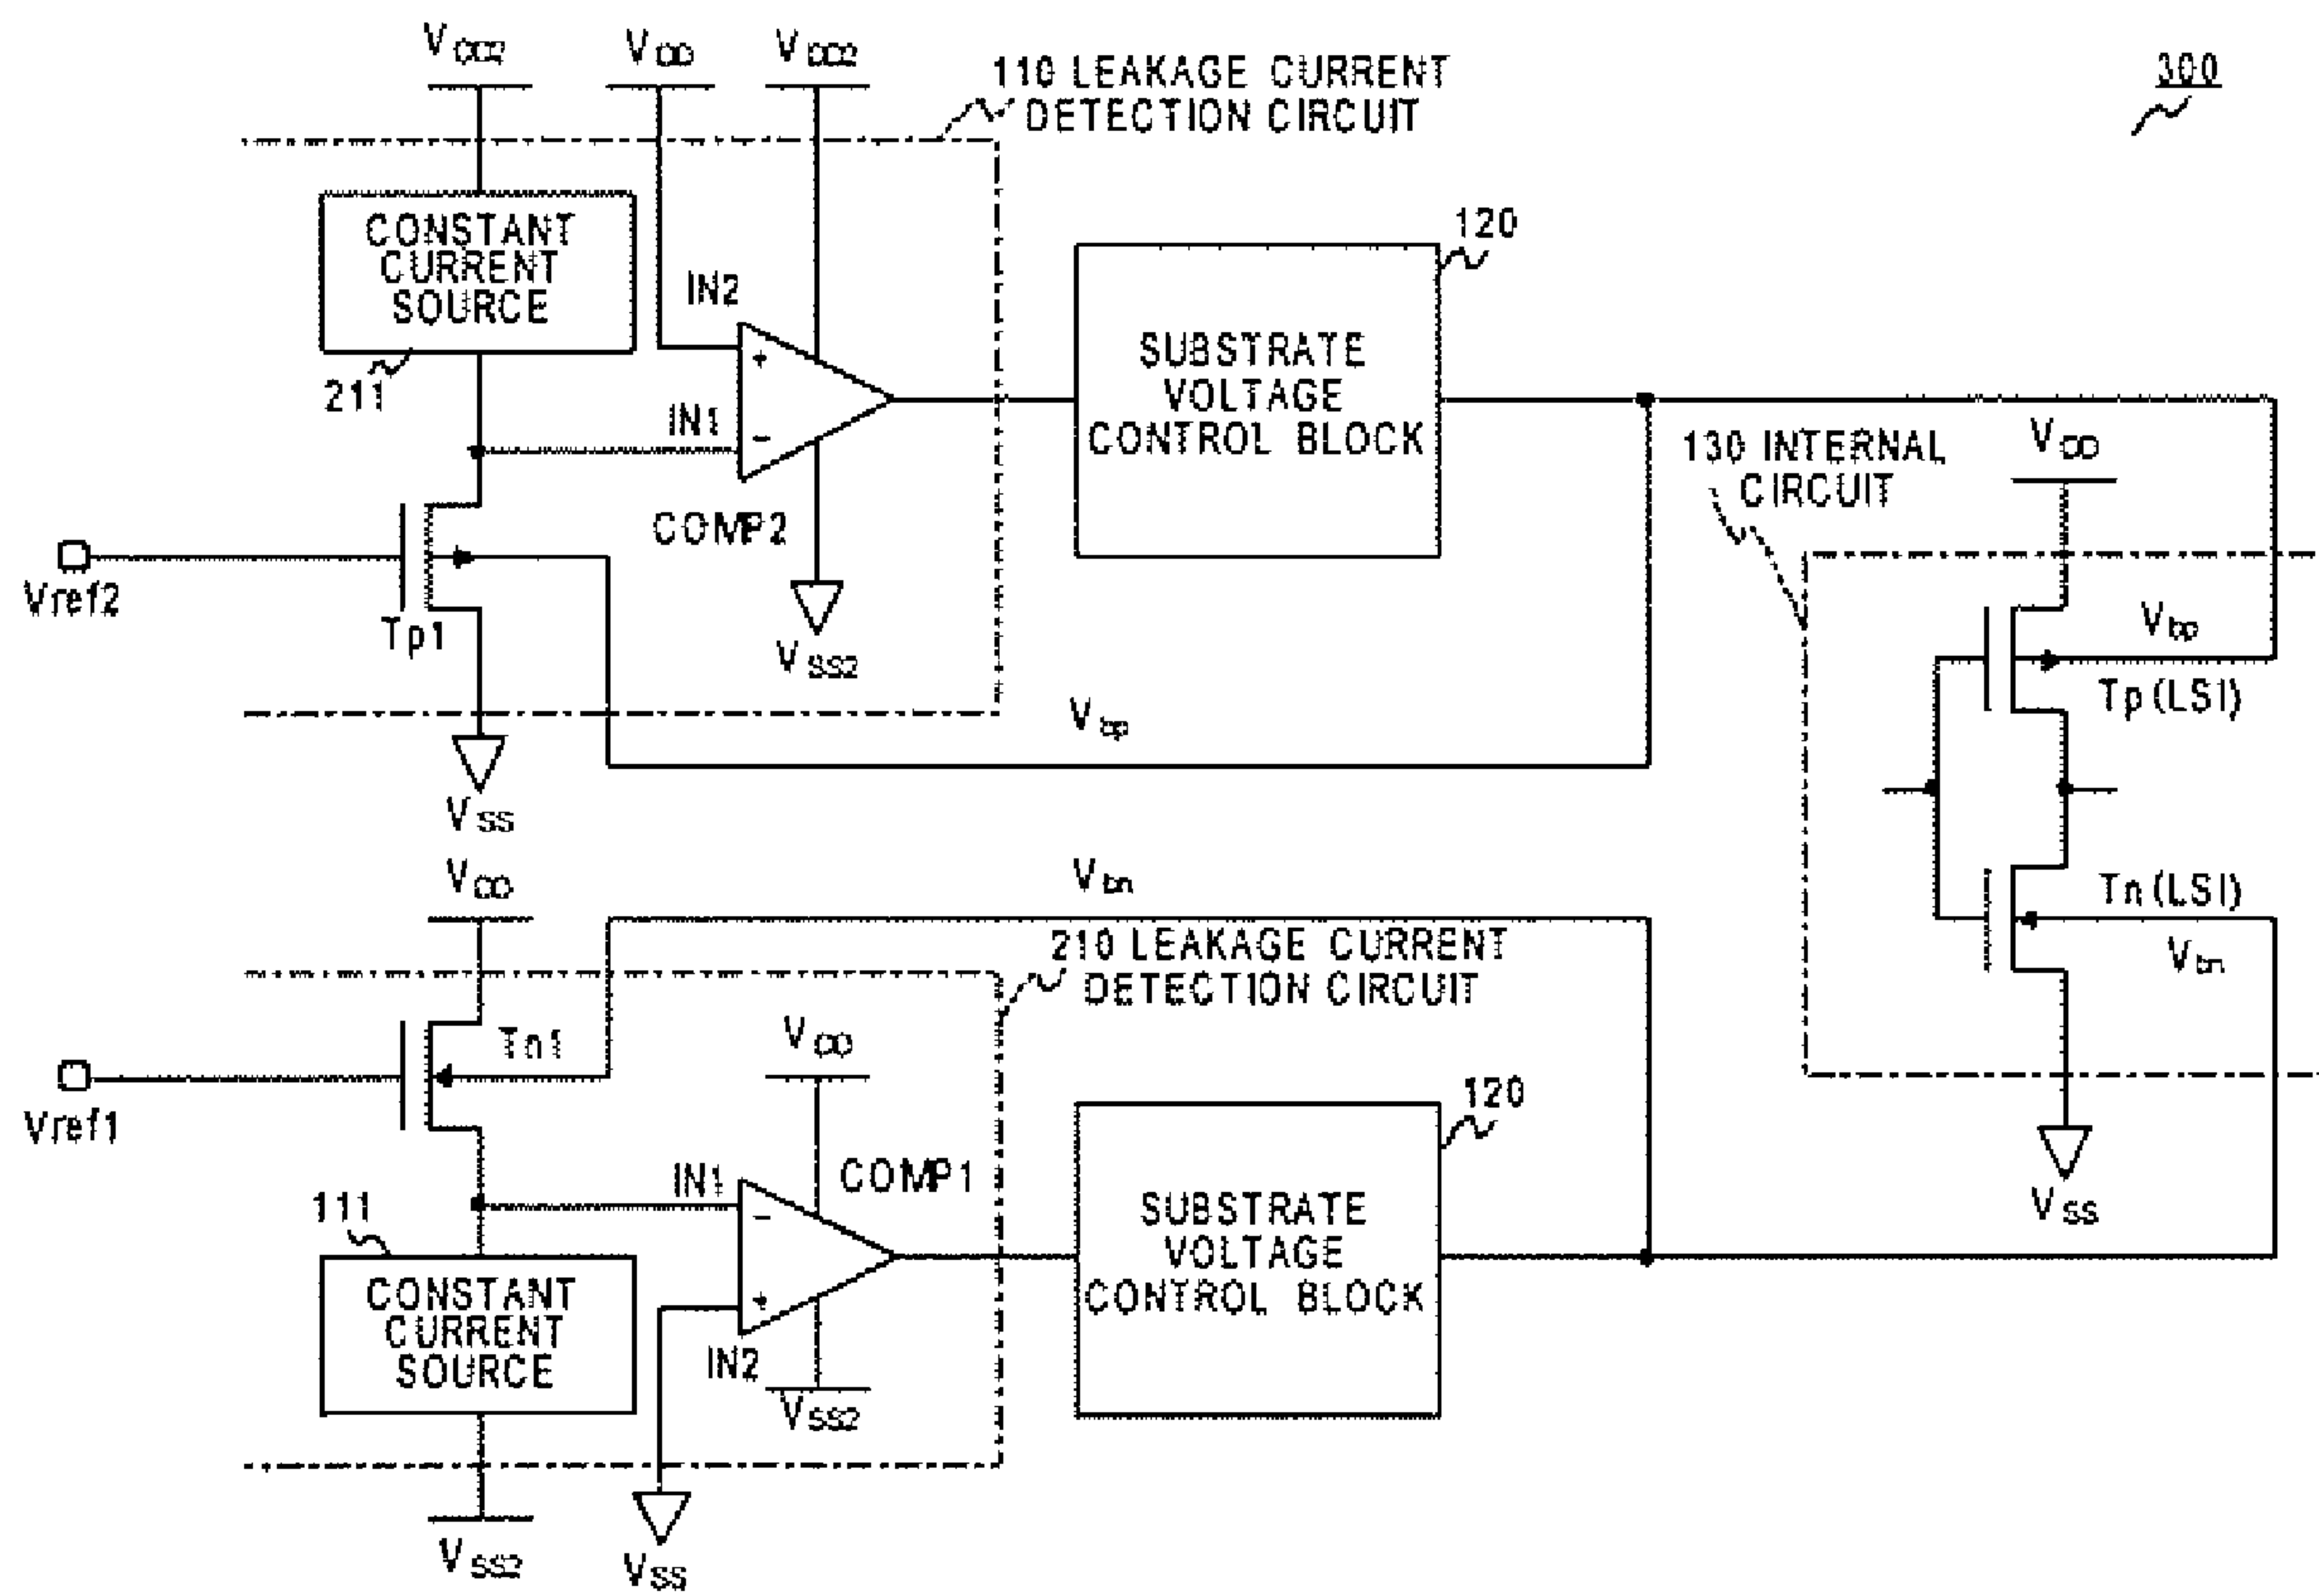 VDD2
VDD
VDD2
110 LEAKAGE CURRENT
DETECTION CIRCUIT
300
CONSTANT
CURRENT
SOURCE
211
IN2
+
IN1
-
COMP2
VSS2
120
SUBSTRATE
VOLTAGE
CONTROL BLOCK
130 INTERNAL
CIRCUIT
VDD
Vref2
Tp1
VSS
Vbp
Vbp
Tp(LSI)
VDD
Vbn
Tn(LSI)
Vbn
210 LEAKAGE CURRENT
DETECTION CIRCUIT
Tn1
VDD
Vref1
COMP1
IN1
-
+
IN2
VSS2
111
CONSTANT
CURRENT
SOURCE
VSS2
VSS
120
SUBSTRATE
VOLTAGE
CONTROL BLOCK
VSS